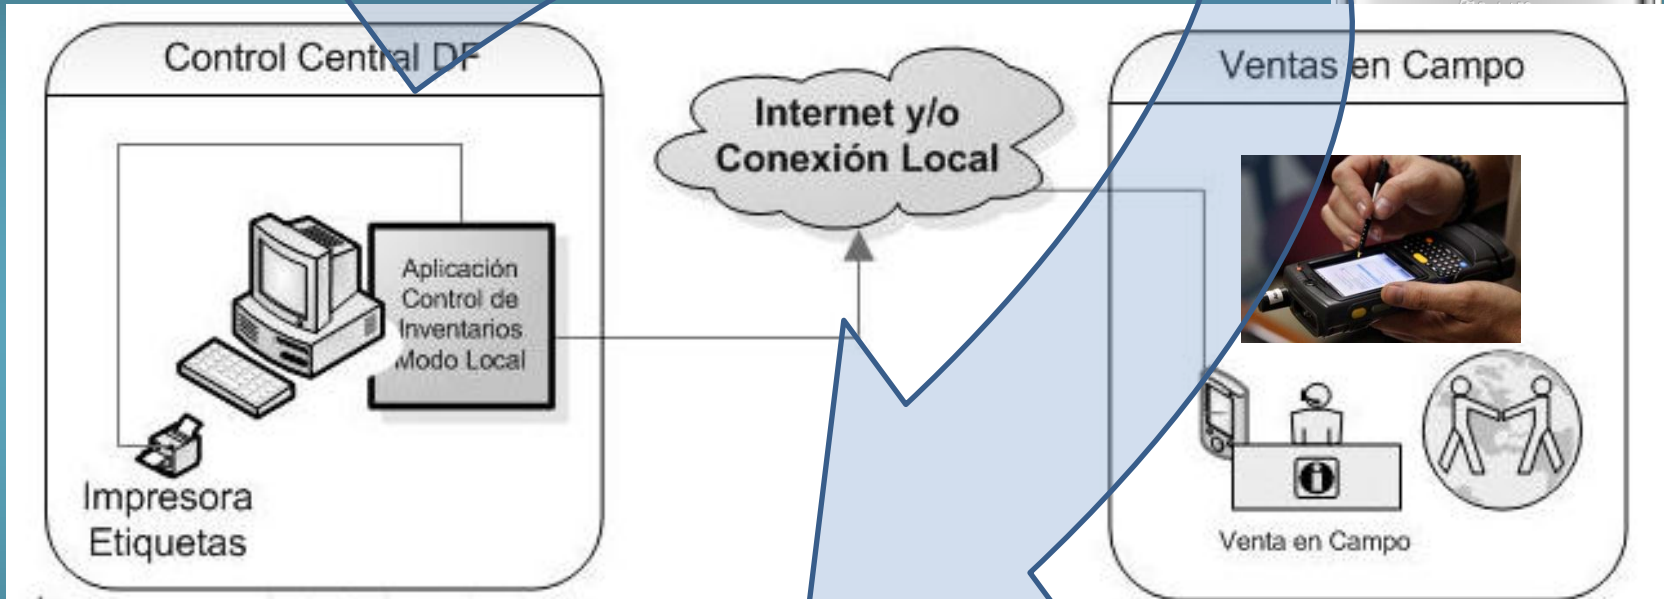 Control Central DF
Aplicación
Control de
Inventarios
Modo Local
Impresora
Etiquetas
Internet y/o
Conexión Local
Ventas en Campo
Venta en Campo